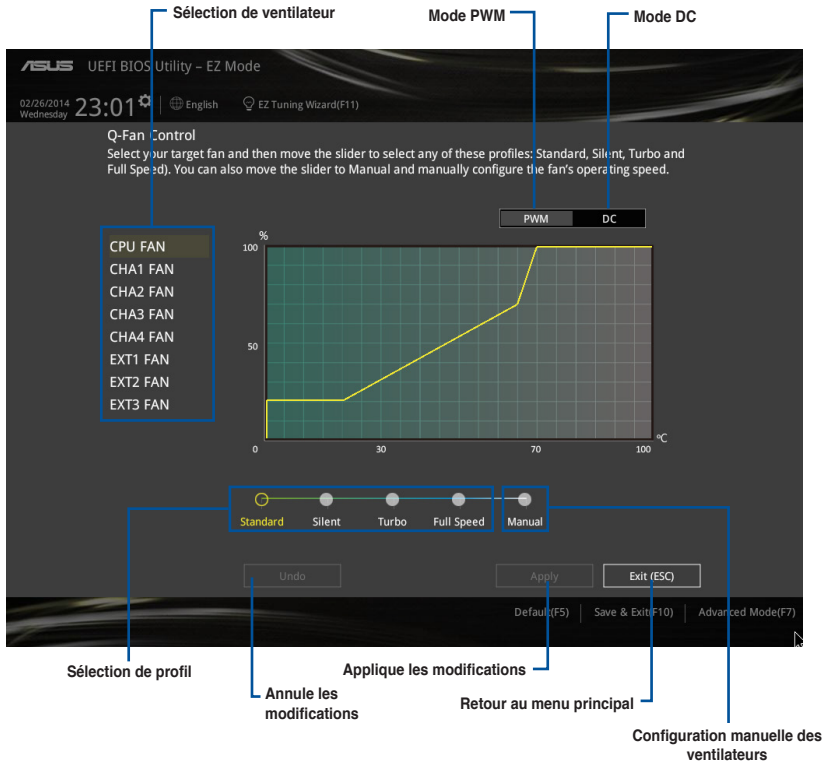 Sélection de ventilateur
Mode PWM
Mode DC
ASUS UEFI BIOS Utility – EZ Mode
02/26/2014
Wednesday
23:01
English
EZ Tuning Wizard(F11)
Q-Fan Control
Select your target fan and then move the slider to select any of these profiles: Standard, Silent, Turbo and
Full Speed). You can also move the slider to Manual and manually configure the fan's operating speed.
PWM DC
CPU FAN
CHA1 FAN
CHA2 FAN
CHA3 FAN
CHA4 FAN
EXT1 FAN
EXT2 FAN
EXT3 FAN
%
100
50
0 30 70 100
ºC
Standard Silent Turbo Full Speed Manual
Undo Apply Exit (ESC)
Default(F5) Save & Exit(F10) Advanced Mode(F7)
Sélection de profil
Annule les
modifications
Applique les modifications
Retour au menu principal
Configuration manuelle des
ventilateurs